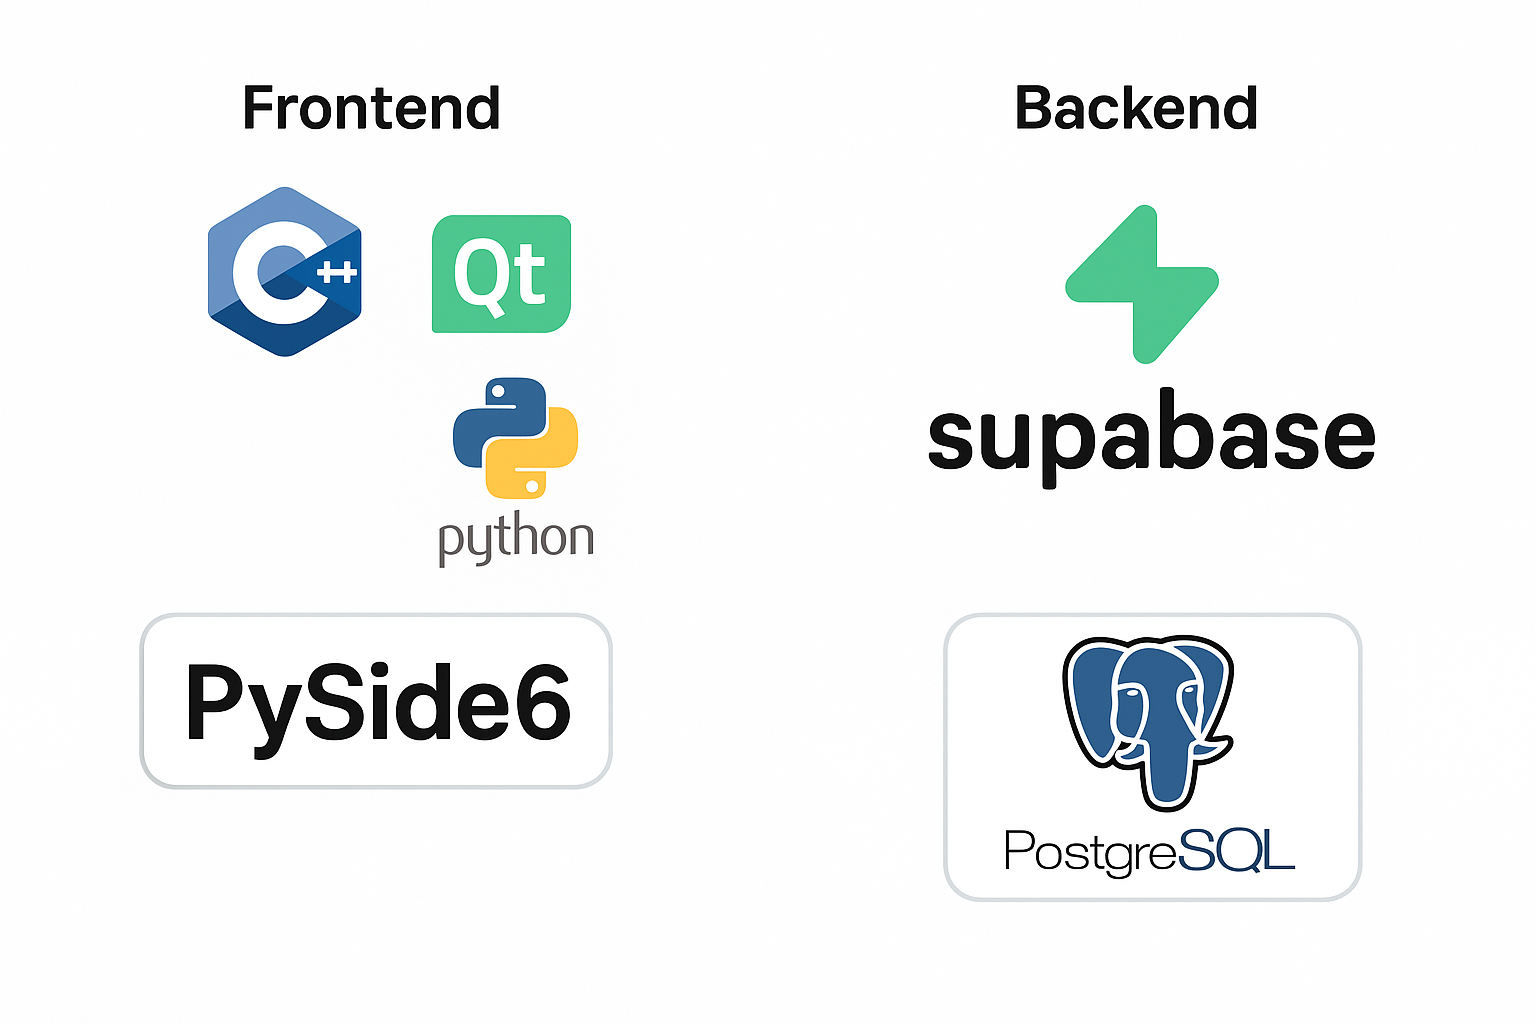 Frontend
C++
Qt
python
PySide6
Backend
supabase
PostgreSQL